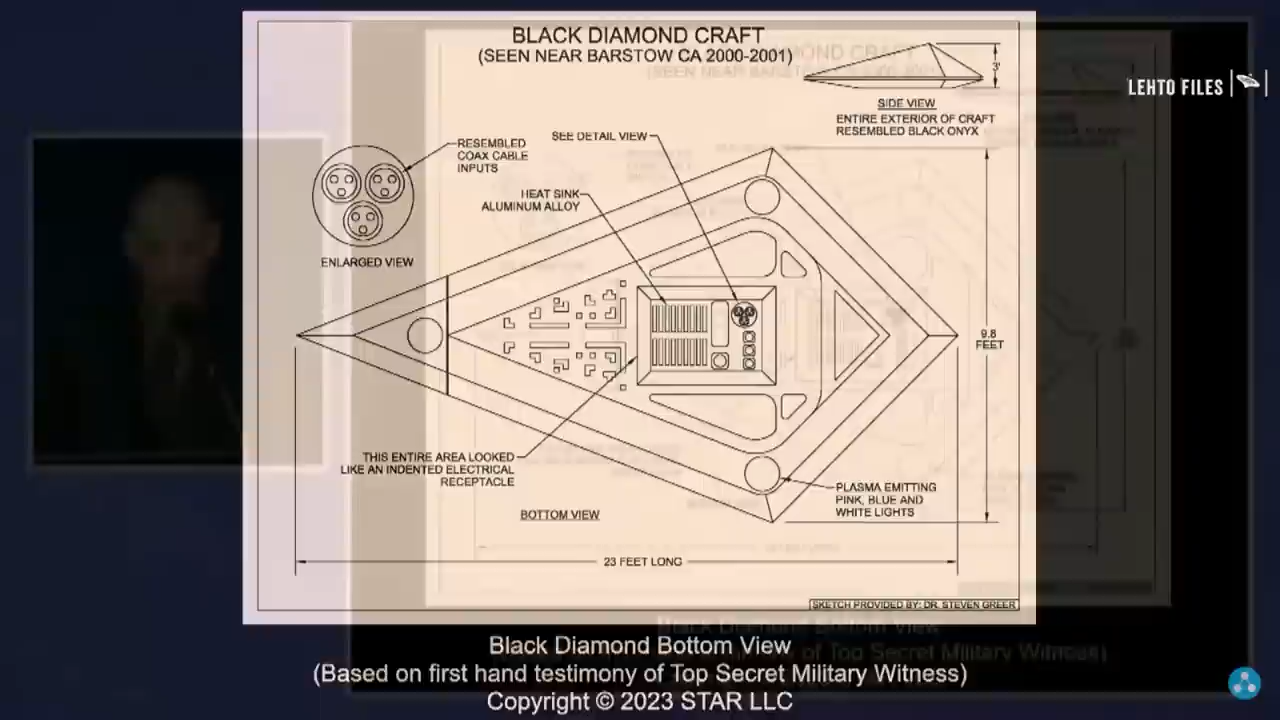 BLACK DIAMOND CRAFT
(SEEN NEAR BARSTOW CA 2000-2001)
3'
LEHTO FILES
SIDE VIEW
ENTIRE EXTERIOR OF CRAFT
RESEMBLED BLACK ONYX
SEE DETAIL VIEW
RESEMBLED
COAX CABLE
INPUTS
HEAT SINK
ALUMINUM ALLOY
ENLARGED VIEW
9.8
FEET
THIS ENTIRE AREA LOOKED
LIKE AN INDENTED ELECTRICAL
RECEPTACLE
PLASMA EMITTING
PINK, BLUE AND
WHITE LIGHTS
BOTTOM VIEW
23 FEET LONG
SKETCH PROVIDED BY: DR. STEVEN GREER
Black Diamond Bottom View
(Based on first hand testimony of Top Secret Military Witness)
Copyright © 2023 STAR LLC